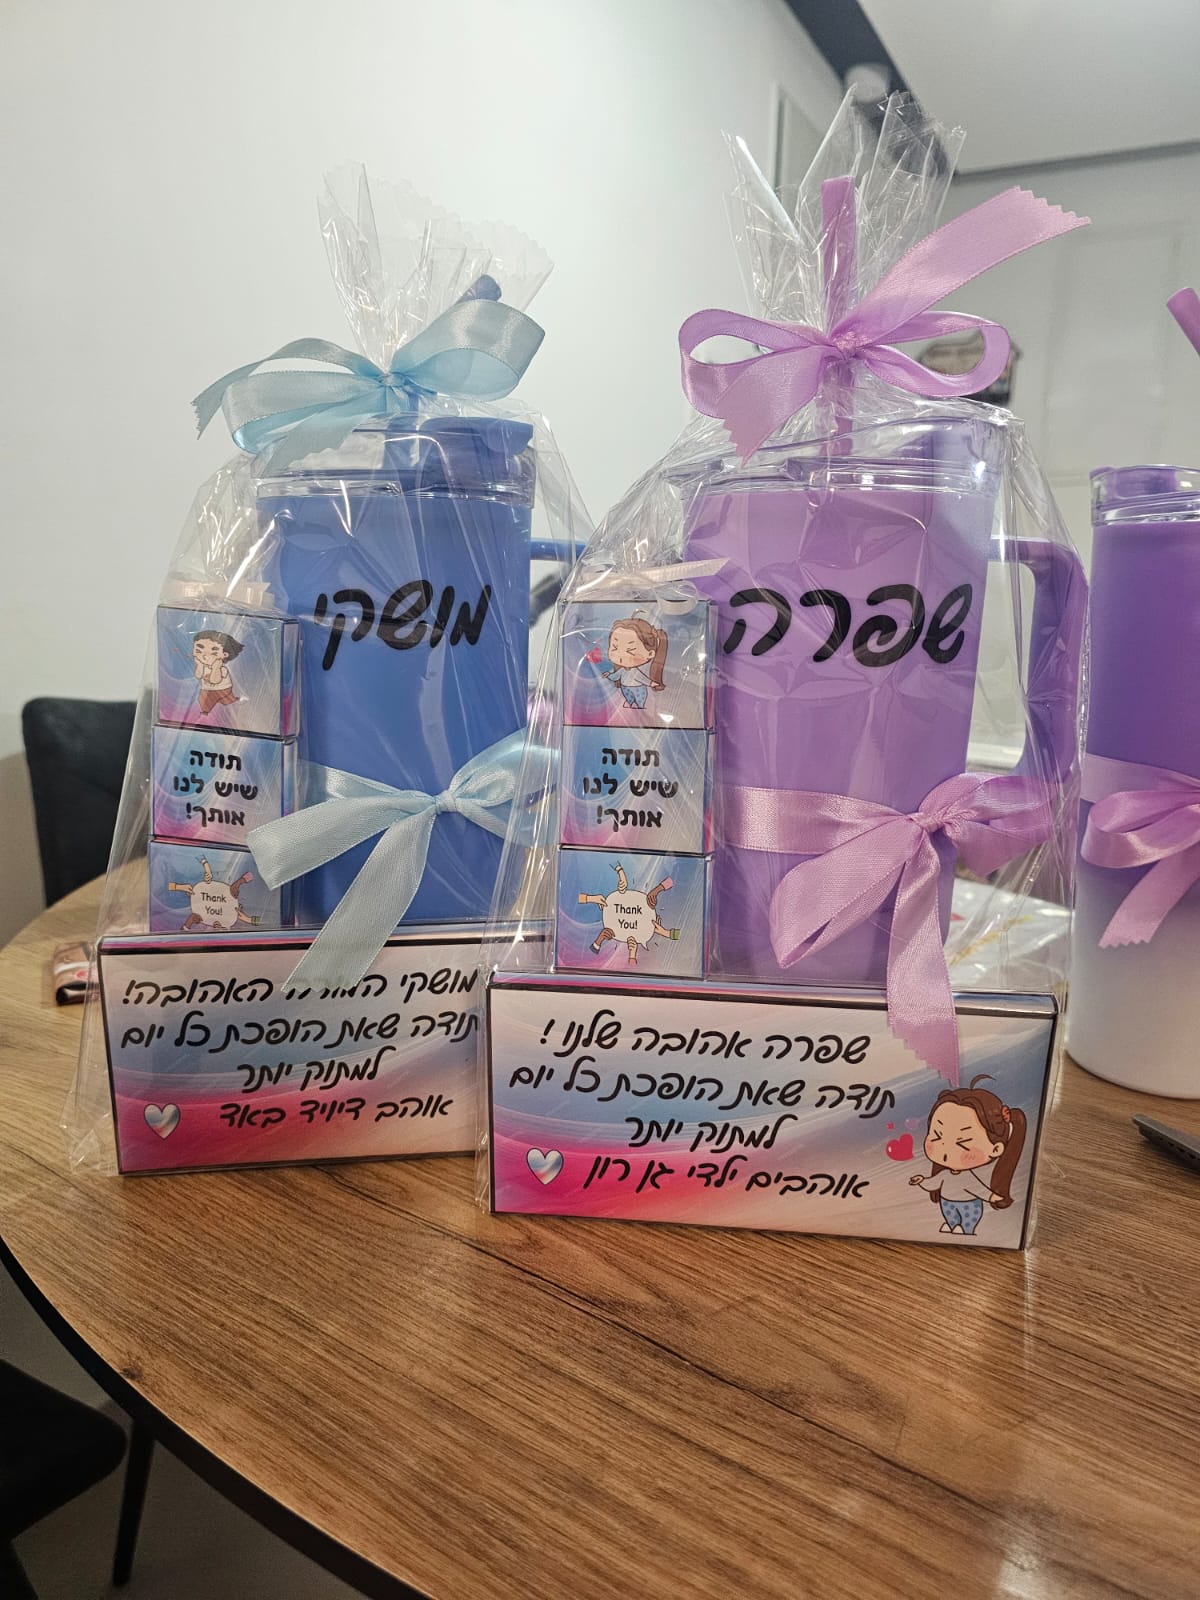 מושקי
תודה
שיש לנו
אותך!
Thank
You!
מושקי המורה האהובה!
תודה שאת הופכת כל יום
למתוק יותר
אוהב דיויד באד
שפרה
תודה
שיש לנו
אותך!
Thank
You!
שפרה אהובה שלנו !
תודה שאת הופכת כל יום
למתוק יותר
אוהבים ילדי גן רון